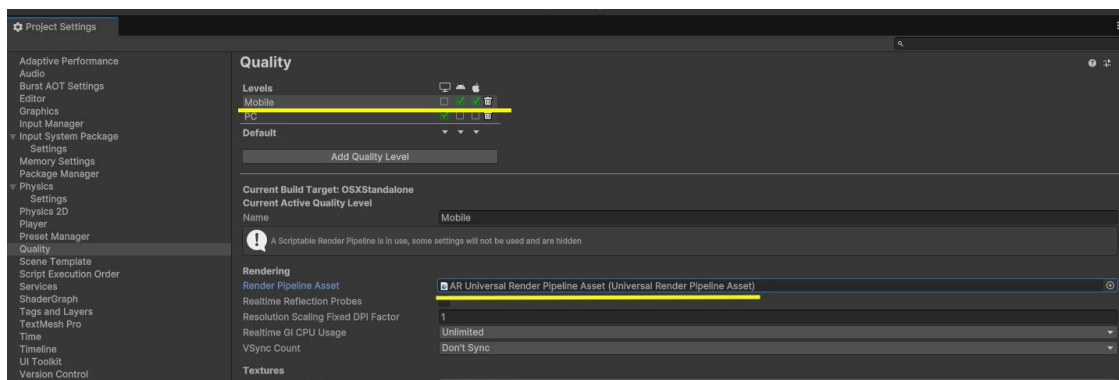 Project Settings
Adaptive Performance
Audio
Burst AOT Settings
Editor
Graphics
Input Manager
Input System Package
Settings
Memory Settings
Package Manager
Physics
Settings
Physics 2D
Player
Preset Manager
Quality
Scene Template
Script Execution Order
Services
ShaderGraph
Tags and Layers
TextMesh Pro
Time
Timeline
UI Toolkit
Version Control
Quality
Levels
Mobile
PC
Default
Add Quality Level
Current Build Target: OSXStandalone
Current Active Quality Level
Name Mobile
A Scriptable Render Pipeline is in use, some settings will not be used and are hidden
Rendering
Render Pipeline Asset AR Universal Render Pipeline Asset (Universal Render Pipeline Asset)
Realtime Reflection Probes
Resolution Scaling Fixed DPI Factor 1
Realtime GI CPU Usage Unlimited
VSync Count Don't Sync
Textures